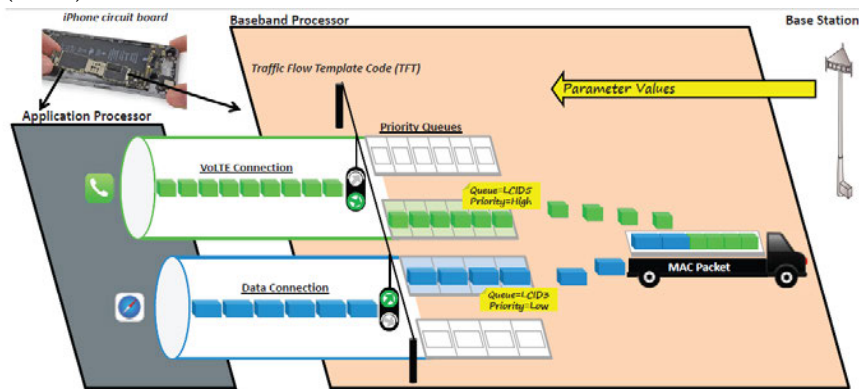 iPhone circuit board
Baseband Processor
Base Station
Traffic Flow Template Code (TFT)
Parameter Values
Application Processor
Priority Queues
VoLTE Connection
Queue=LCID5
Priority=High
MAC Packet
Data Connection
Queue=LCID3
Priority=Low